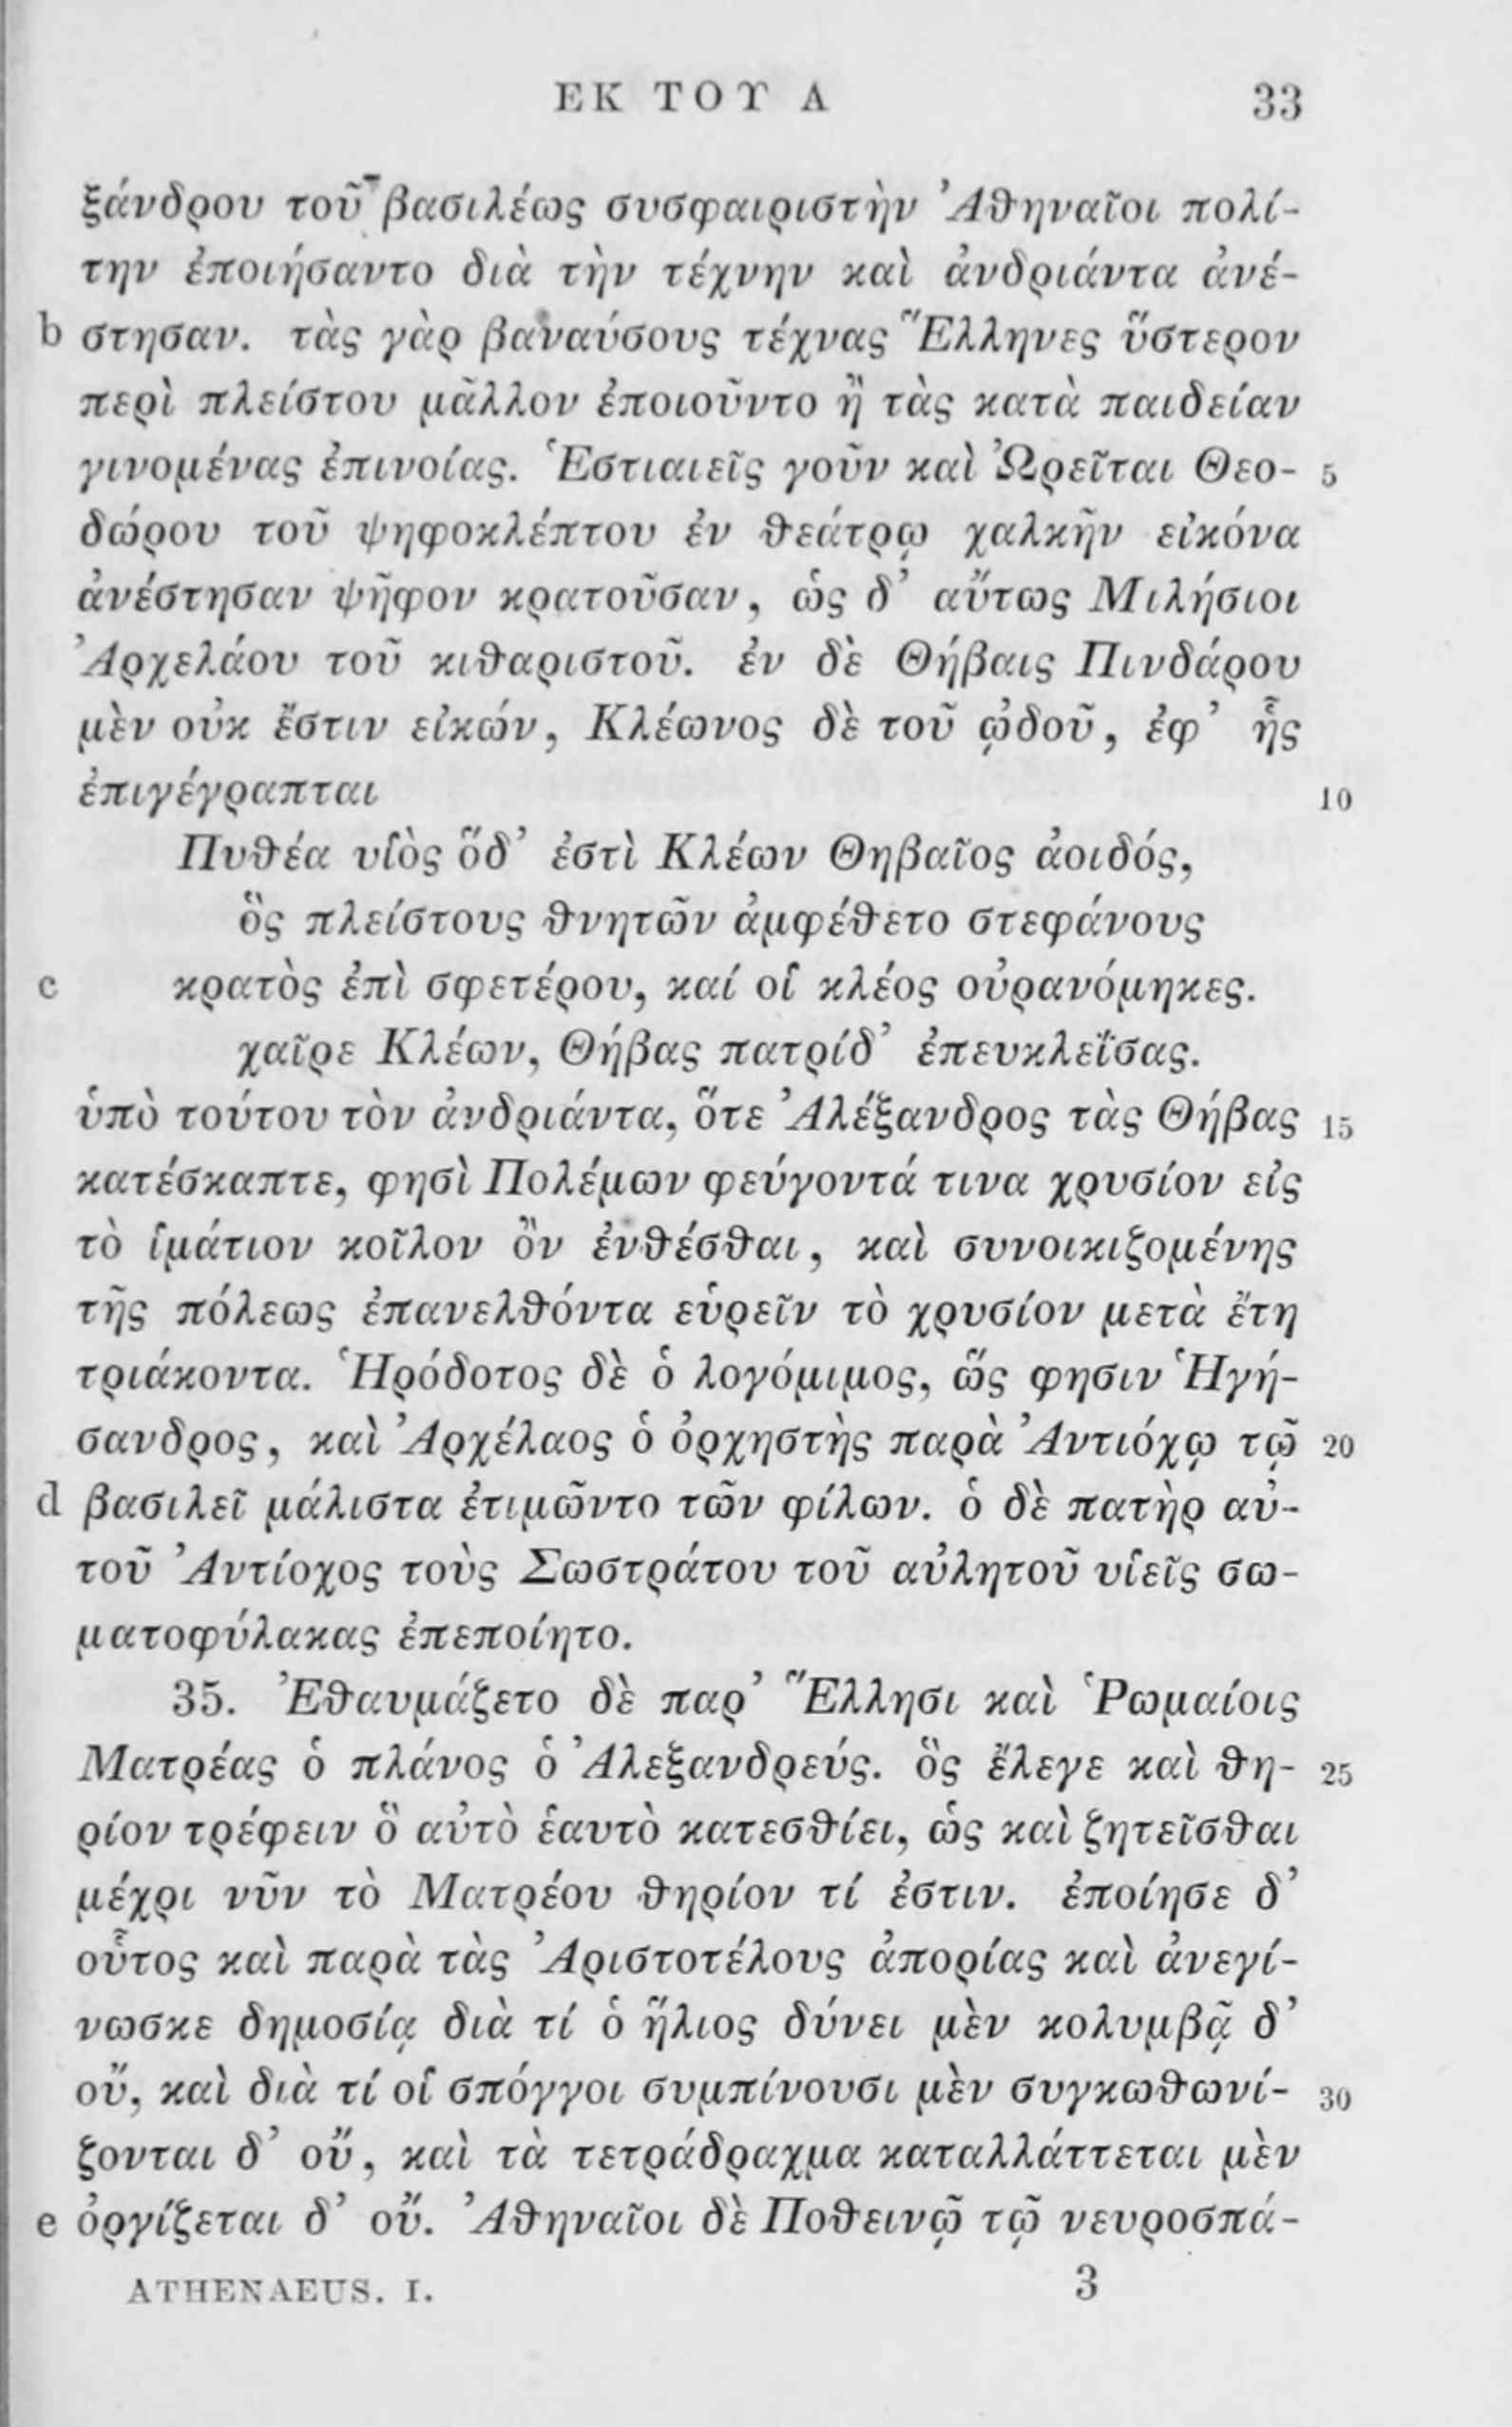 ΕΚ ΤΟΥ Α 33
ξάνδρου τοῦ βασιλέως συσφαιριστὴν Ἀθηναῖοι πολί-
την ἐποιήσαντο διὰ τὴν τέχνην καὶ ἀνδριάντα ἀνέ-
b στησαν. τὰς γὰρ βαναύσους τέχνας Ἕλληνες ὕστερον
περὶ πλείστου μᾶλλον ἐποιοῦντο ἢ τὰς κατὰ παιδείαν
γινομένας ἐπινοίας. Ἑστιαιεῖς γοῦν καὶ Ὠρεῖται Θεο- 5
δώρου τοῦ ψηφοκλέπτου ἐν θεάτρῳ χαλκῆν εἰκόνα
ἀνέστησαν ψῆφον κρατοῦσαν, ὡς δ’ αὔτως Μιλήσιοι
Ἀρχελάου τοῦ κιθαριστοῦ. ἐν δὲ Θήβαις Πινδάρου
μὲν οὐκ ἔστιν εἰκών, Κλέωνος δὲ τοῦ ᾠδοῦ, ἐφ’ ἧς
ἐπιγέγραπται 10
Πυθέα υἱὸς ὅδ’ ἐστὶ Κλέων Θηβαῖος ἀοιδός,
ὃς πλείστους θνητῶν ἀμφέθετο στεφάνους
c κρατὸς ἐπὶ σφετέρου, καί οἱ κλέος οὐρανόμηκες.
χαῖρε Κλέων, Θήβας πατρίδ’ ἐπευκλεΐσας.
ὑπὸ τούτου τὸν ἀνδριάντα, ὅτε Ἀλέξανδρος τὰς Θήβας 15
κατέσκαπτε, φησὶ Πολέμων φεύγοντά τινα χρυσίον εἰς
τὸ ἱμάτιον κοῖλον ὂν ἐνθέσθαι, καὶ συνοικιζομένης
τῆς πόλεως ἐπανελθόντα εὑρεῖν τὸ χρυσίον μετὰ ἔτη
τριάκοντα. Ἡρόδοτος δὲ ὁ λογόμιμος, ὥς φησιν Ἡγή-
σανδρος, καὶ Ἀρχέλαος ὁ ὀρχηστὴς παρὰ Ἀντιόχῳ τῷ 20
d βασιλεῖ μάλιστα ἐτιμῶντο τῶν φίλων. ὁ δὲ πατὴρ αὐ-
τοῦ Ἀντίοχος τοὺς Σωστράτου τοῦ αὐλητοῦ υἱεῖς σω-
ματοφύλακας ἐπεποίητο.
35. Ἐθαυμάζετο δὲ παρ’ Ἕλλησι καὶ Ῥωμαίοις
Ματρέας ὁ πλάνος ὁ Ἀλεξανδρεύς. ὃς ἔλεγε καὶ θη- 25
ρίον τρέφειν ὃ αὐτὸ ἑαυτὸ κατεσθίει, ὡς καὶ ζητεῖσθαι
μέχρι νῦν τὸ Ματρέου θηρίον τί ἐστιν. ἐποίησε δ’
οὗτος καὶ παρὰ τὰς Ἀριστοτέλους ἀπορίας καὶ ἀνεγί-
νωσκε δημοσίᾳ διὰ τί ὁ ἥλιος δύνει μὲν κολυμβᾷ δ’
οὔ, καὶ διὰ τί οἱ σπόγγοι συμπίνουσι μὲν συγκωθωνί- 30
ζονται δ’ οὔ, καὶ τὰ τετράδραχμα καταλλάττεται μὲν
e ὀργίζεται δ’ οὔ. Ἀθηναῖοι δὲ Ποθεινῷ τῷ νευροσπά-
ATHENAEUS. I. 3